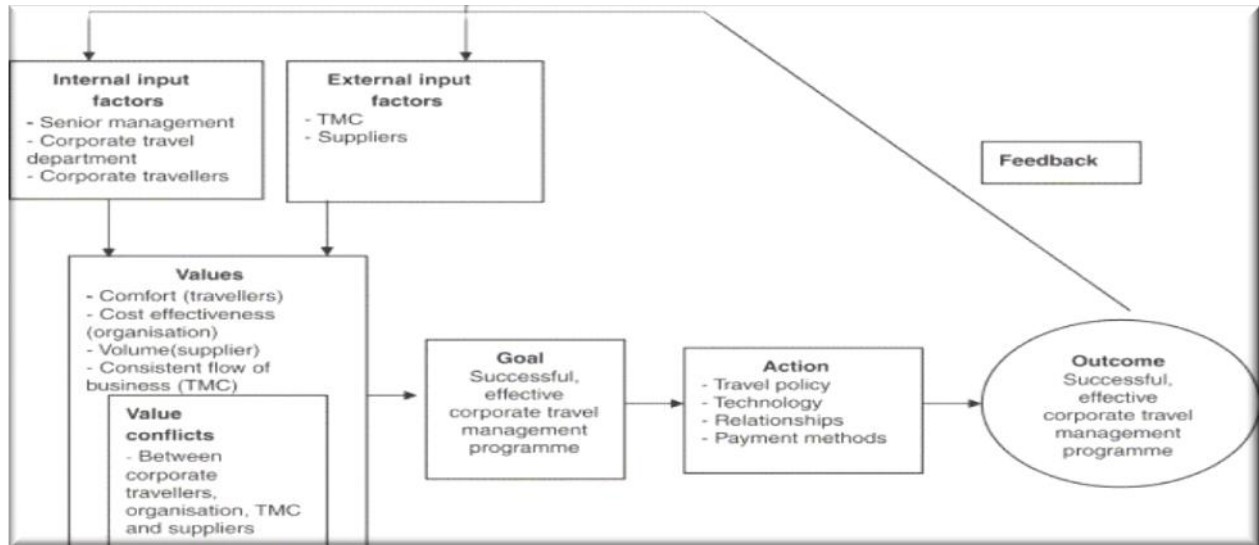 Internal input
factors
- Senior management
- Corporate travel
department
- Corporate travellers
External input
factors
- TMC
- Suppliers
Feedback
Values
- Comfort (travellers)
- Cost effectiveness
(organisation)
- Volume(supplier)
- Consistent flow of
business (TMC)
Value
conflicts
- Between
corporate
travellers,
organisation, TMC
and suppliers
Goal
Successful,
effective
corporate travel
management
programme
Action
- Travel policy
- Technology
- Relationships
- Payment methods
Outcome
Successful,
effective
corporate travel
management
programme